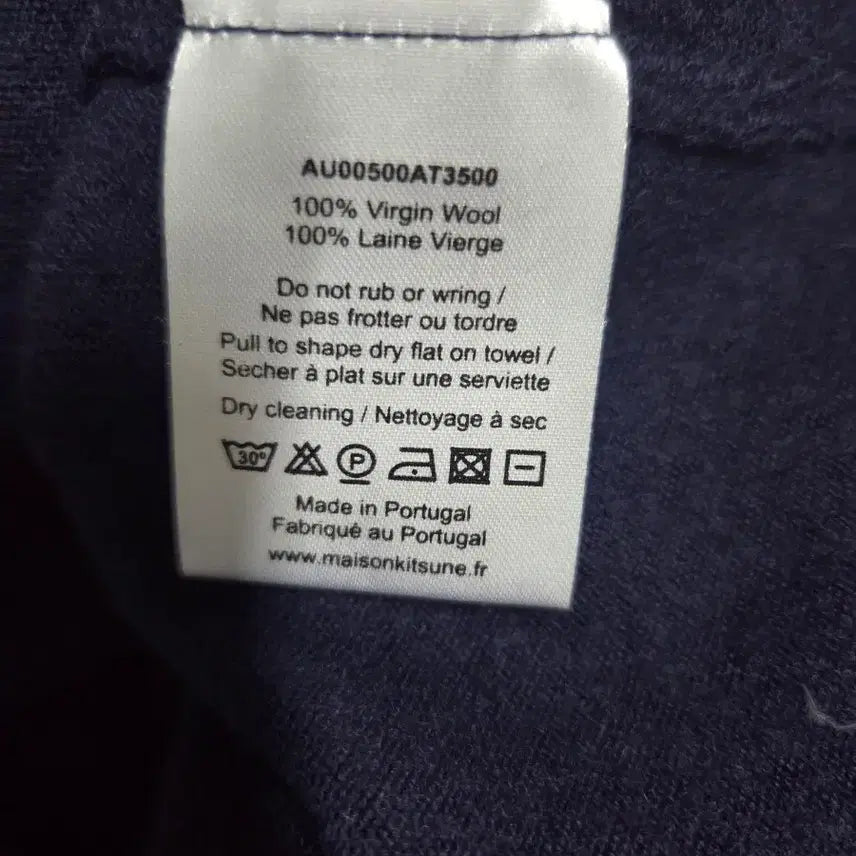 AU00500AT3500
100% Virgin Wool
100% Laine Vierge
Do not rub or wring /
Ne pas frotter ou tordre
Pull to shape dry flat on towel /
Secher à plat sur une serviette
Dry cleaning / Nettoyage à sec
30° P
Made in Portugal
Fabriqué au Portugal
www.maisonkitsune.fr